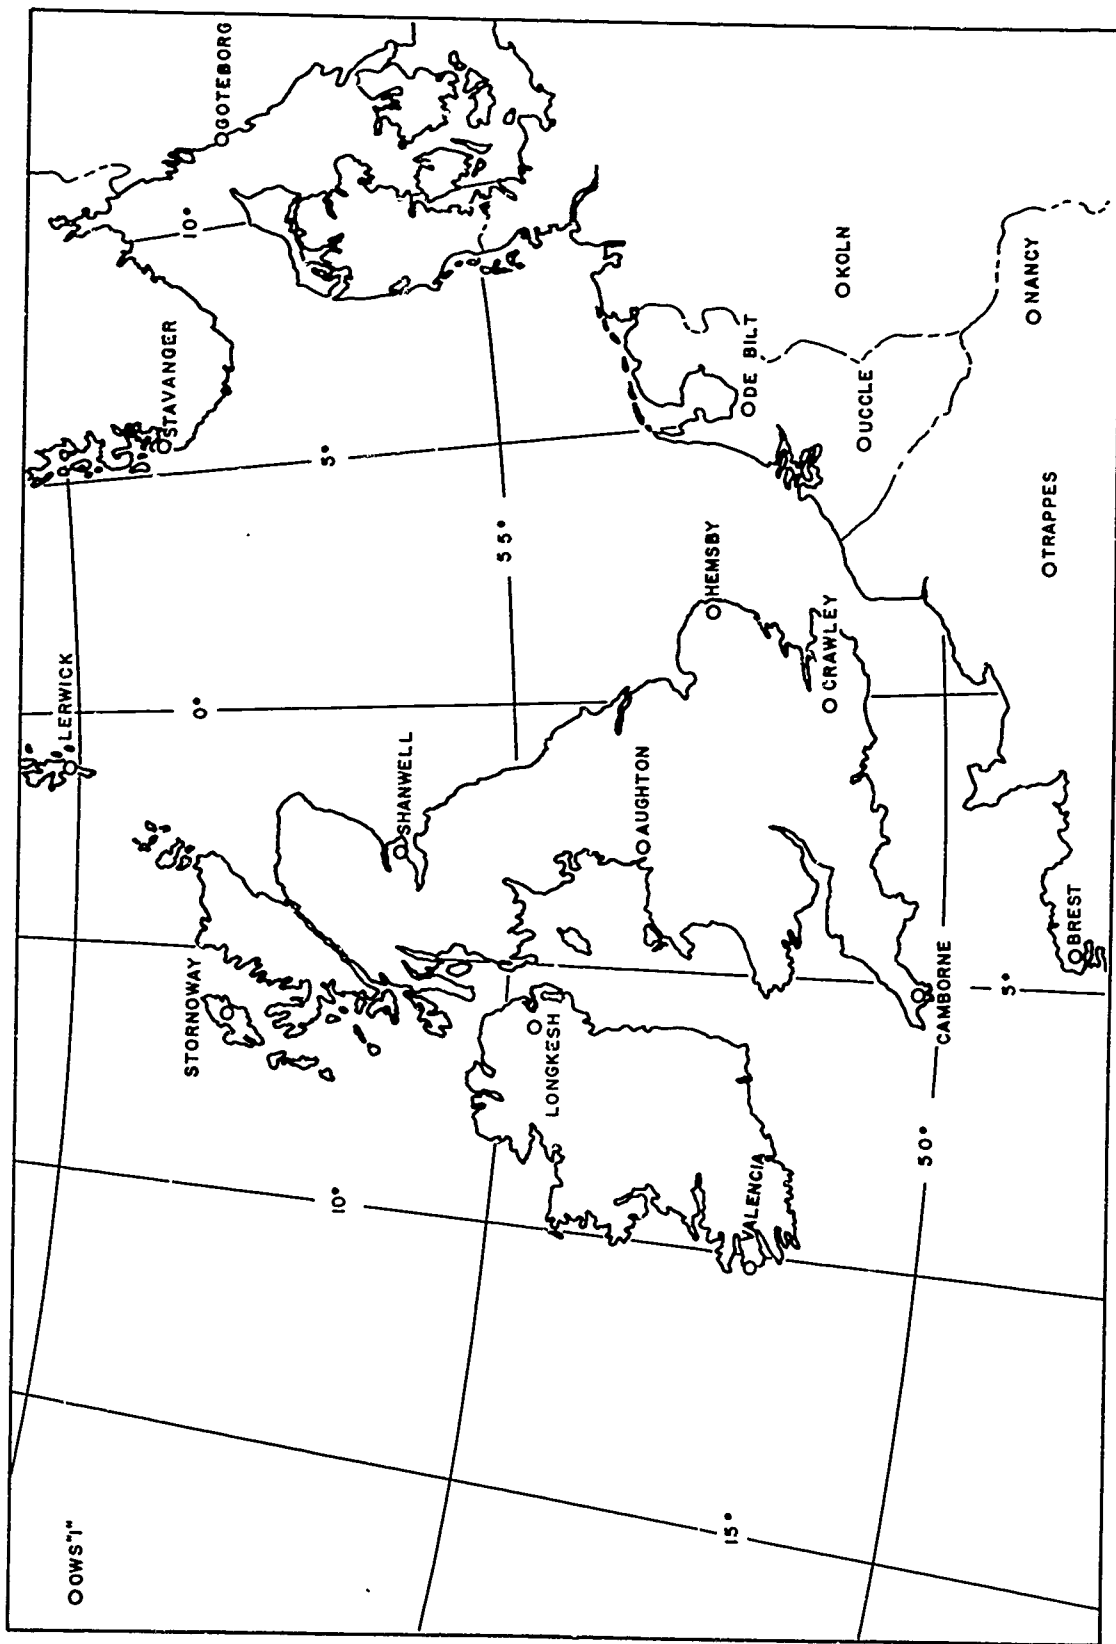 OWS"I"
LERWICK
STAVANGER
GOTEBORG
10°
5°
0°
STORNOWAY
SHANWELL
10°
55°
LONGKESH
AUGHTON
HEMSBY
DE BILT
KOLN
UCCLE
CRAWLEY
VALENCIA
15°
50°
CAMBORNE
5°
BREST
TRAPPES
NANCY